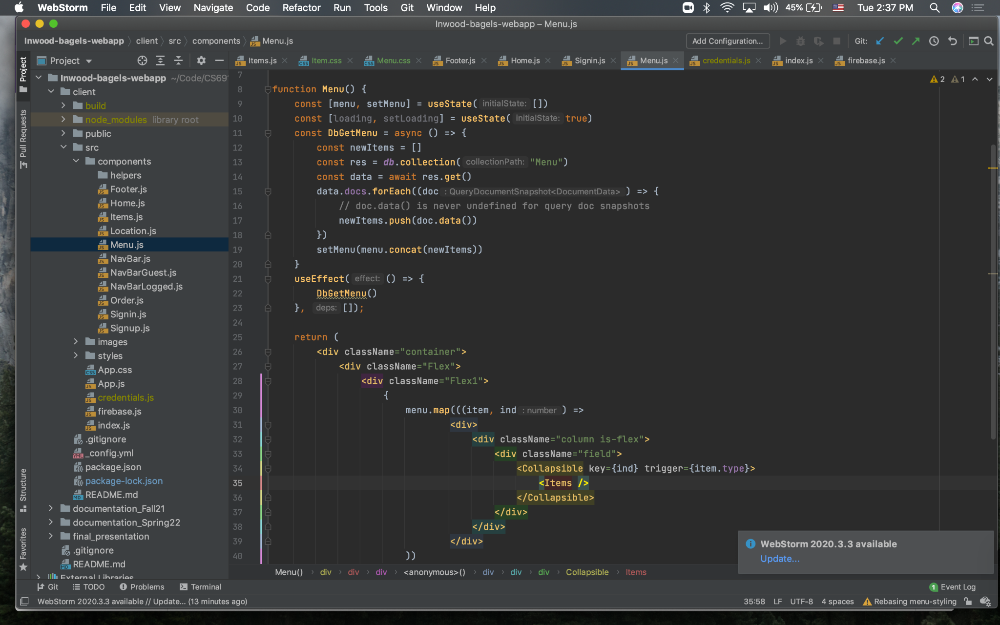 WebStorm File Edit View Navigate Code Refactor Run Tools Git Window Help 45% Tue 2:37 PM
Inwood-bagels-webapp – Menu.js
Inwood-bagels-webapp client src components Menu.js Add Configuration... Git:
Project
Pull Requests
Structure
Favorites
Project
Items.js Item.css Menu.css Footer.js Home.js Signin.js Menu.js credentials.js index.js firebase.js
Inwood-bagels-webapp ~/Code/CS691
client
build
node_modules library root
public
src
components
helpers
Footer.js
Home.js
Items.js
Location.js
Menu.js
NavBar.js
NavBarGuest.js
NavBarLogged.js
Order.js
Signin.js
Signup.js
images
styles
App.css
App.js
credentials.js
firebase.js
index.js
.gitignore
_config.yml
package.json
package-lock.json
README.md
documentation_Fall21
documentation_Spring22
final_presentation
.gitignore
README.md
External Libraries
2 1
7
8 function Menu() {
9 const [menu, setMenu] = useState( initialState: [])
10 const [loading, setLoading] = useState( initialState: true)
11 const DbGetMenu = async () => {
12 const newItems = []
13 const res = db.collection( collectionPath: "Menu")
14 const data = await res.get()
15 data.docs.forEach((doc : QueryDocumentSnapshot<DocumentData> ) => {
16 // doc.data() is never undefined for query doc snapshots
17 newItems.push(doc.data())
18 })
19 setMenu(menu.concat(newItems))
20 }
21 useEffect( effect: () => {
22 DbGetMenu()
23 }, deps: []);
24
25 return (
26 <div className="container">
27 <div className="Flex">
28 <div className="Flex1">
29 {
30 menu.map(((item, ind : number ) =>
31 <div>
32 <div className="column is-flex">
33 <div className="field">
34 <Collapsible key={ind} trigger={item.type}>
35 <Items />
36 </Collapsible>
37 </div>
38 </div>
39 </div>
40 ))
WebStorm 2020.3.3 available
Update...
Menu() div div div <anonymous>() div div div Collapsible Items
Git TODO Problems Terminal 1 Event Log
WebStorm 2020.3.3 available // Update... (13 minutes ago) 35:58 LF UTF-8 4 spaces Rebasing menu-styling